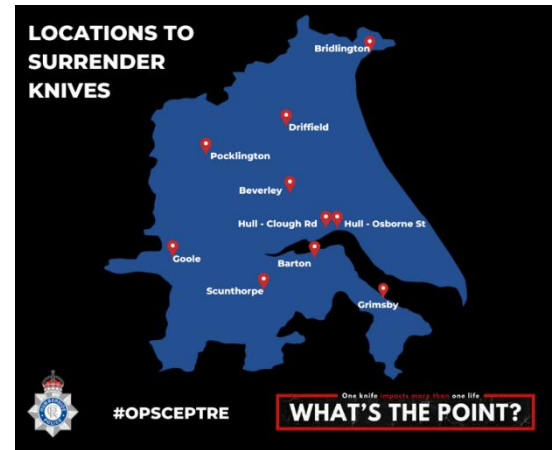 LOCATIONS TO
SURRENDER
KNIVES
Bridlington
Driffield
Pocklington
Beverley
Hull - Clough Rd
Hull - Osborne St
Goole
Barton
Scunthorpe
Grimsby
#OPSCEPTRE
One knife impacts more than one life
WHAT'S THE POINT?